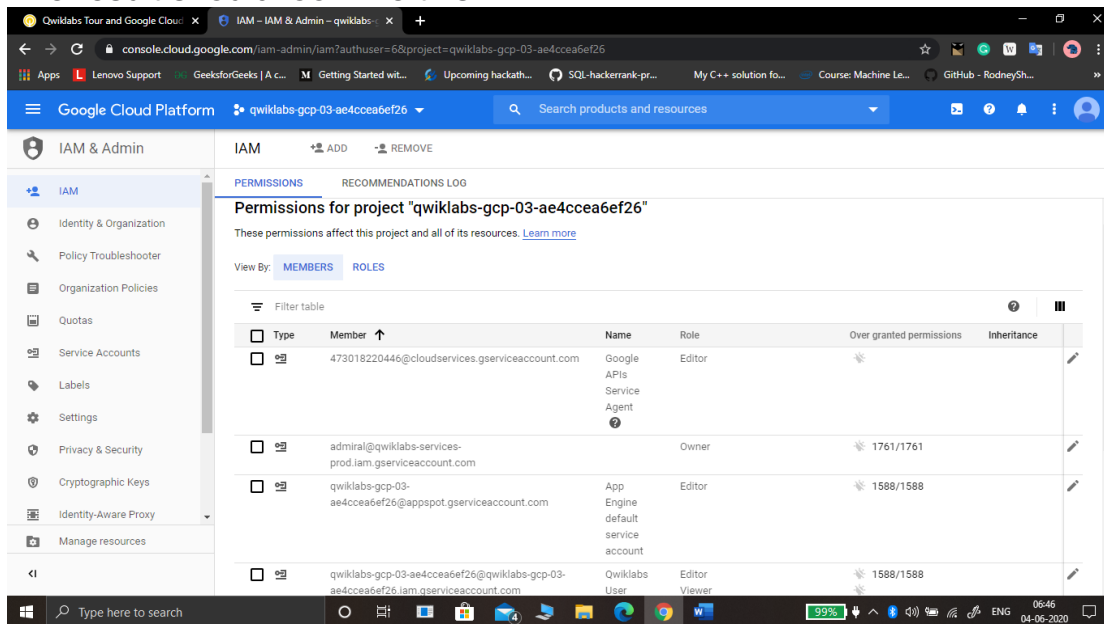 Qwiklabs Tour and Google Cloud
IAM – IAM & Admin – qwiklabs-g
console.cloud.google.com/iam-admin/iam?authuser=6&project=qwiklabs-gcp-03-ae4ccea6ef26
Apps
Lenovo Support
GeeksforGeeks | A c...
Getting Started wit...
Upcoming hackath...
SQL-hackerrank-pr...
My C++ solution fo...
Course: Machine Le...
GitHub - RodneySh...
Google Cloud Platform
qwiklabs-gcp-03-ae4ccea6ef26
Search products and resources
IAM & Admin
IAM
Identity & Organization
Policy Troubleshooter
Organization Policies
Quotas
Service Accounts
Labels
Settings
Privacy & Security
Cryptographic Keys
Identity-Aware Proxy
Manage resources
IAM
ADD
REMOVE
PERMISSIONS
RECOMMENDATIONS LOG
Permissions for project "qwiklabs-gcp-03-ae4ccea6ef26"
These permissions affect this project and all of its resources. Learn more
View By: MEMBERS ROLES
Filter table
Type Member Name Role Over granted permissions Inheritance
473018220446@cloudservices.gserviceaccount.com Google Editor
APIs
Service
Agent
admiral@qwiklabs-services- Owner 1761/1761
prod.iam.gserviceaccount.com
qwiklabs-gcp-03- App Editor 1588/1588
ae4ccea6ef26@appspot.gserviceaccount.com Engine
default
service
account
qwiklabs-gcp-03-ae4ccea6ef26@qwiklabs-gcp-03- Qwiklabs Editor 1588/1588
ae4ccea6ef26.iam.gserviceaccount.com User Viewer
Type here to search
4
99%
ENG
06:46
04-06-2020